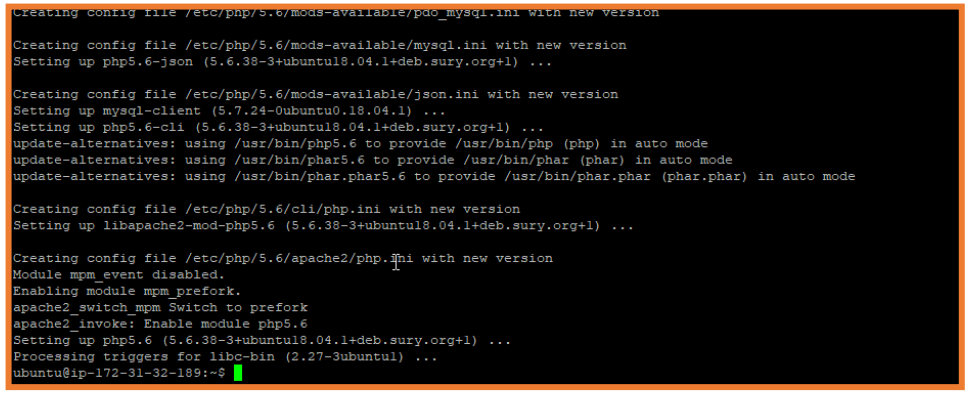 Creating config file /etc/php/5.6/mods-available/pdo_mysql.ini with new version
Creating config file /etc/php/5.6/mods-available/mysql.ini with new version
Setting up php5.6-json (5.6.38-3+ubuntu18.04.1+deb.sury.org+1) ...
Creating config file /etc/php/5.6/mods-available/json.ini with new version
Setting up mysql-client (5.7.24-0ubuntu0.18.04.1) ...
Setting up php5.6-cli (5.6.38-3+ubuntu18.04.1+deb.sury.org+1) ...
update-alternatives: using /usr/bin/php5.6 to provide /usr/bin/php (php) in auto mode
update-alternatives: using /usr/bin/phar5.6 to provide /usr/bin/phar (phar) in auto mode
update-alternatives: using /usr/bin/phar.phar5.6 to provide /usr/bin/phar.phar (phar.phar) in auto mode
Creating config file /etc/php/5.6/cli/php.ini with new version
Setting up libapache2-mod-php5.6 (5.6.38-3+ubuntu18.04.1+deb.sury.org+1) ...
Creating config file /etc/php/5.6/apache2/php.ini with new version
Module mpm_event disabled.
Enabling module mpm_prefork.
apache2_switch_mpm Switch to prefork
apache2_invoke: Enable module php5.6
Setting up php5.6 (5.6.38-3+ubuntu18.04.1+deb.sury.org+1) ...
Processing triggers for libc-bin (2.27-3ubuntu1) ...
ubuntu@ip-172-31-32-189:~$